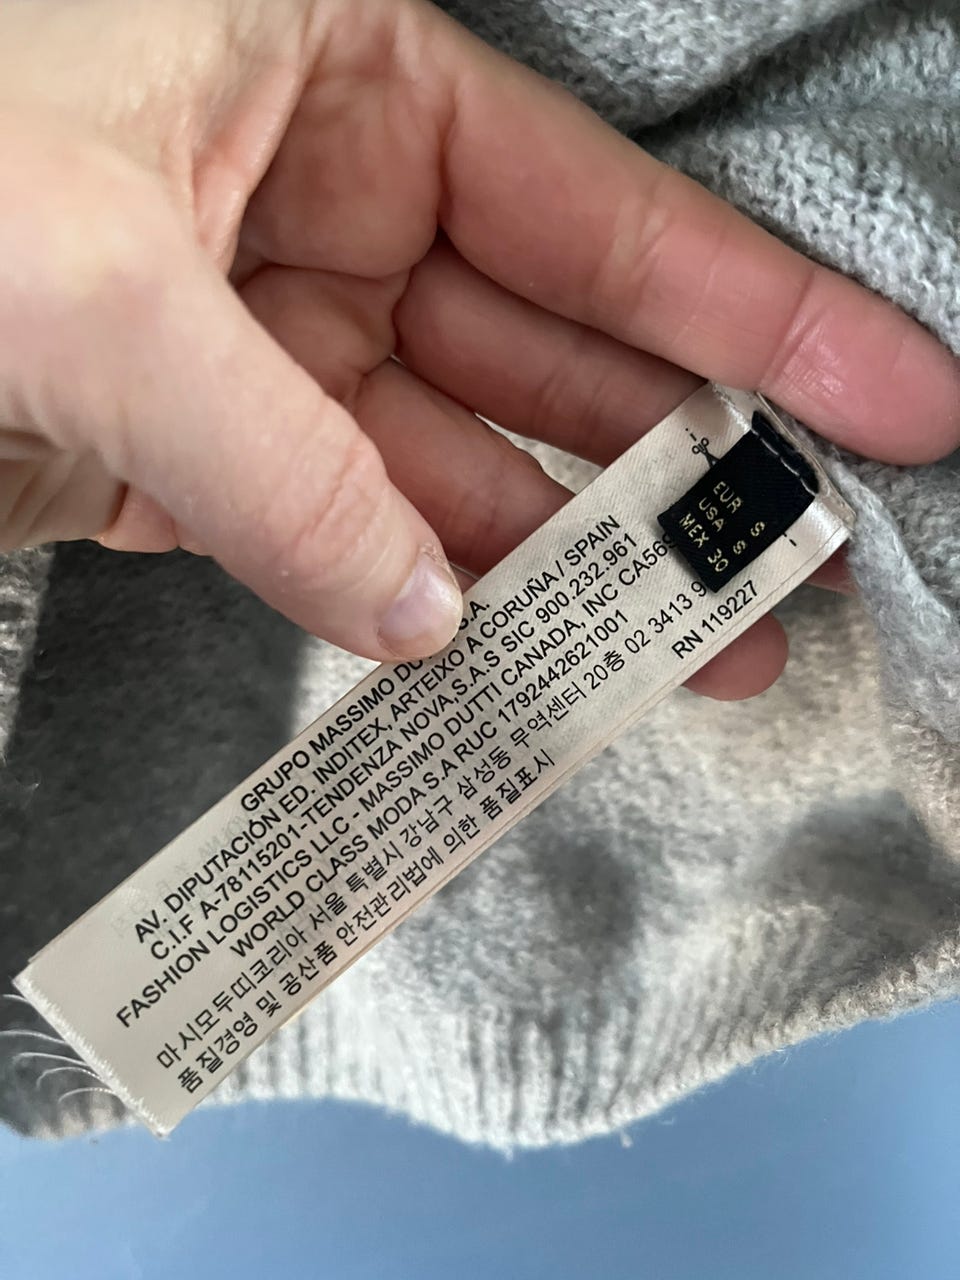 GRUPO MASSIMO S.A.
AV. DIPUTACIÓN ED. INDITEX, ARTEIXO A CORUÑA / SPAIN
C.I.F A-78115201-TENDENZA NOVA,S.A.S SIC 900.232.961
FASHION LOGISTICS LLC - MASSIMO DUTTI CANADA, INC
WORLD CLASS MODA S.A RUC 1792442621001
마시모두띠코리아 서울 특별시 강남구 삼성동 무역센터 20층 02 3413
품질경영 및 공산품 안전관리법에 의한 품질표시
RN 119227
EUR S
USA S
MEX 30